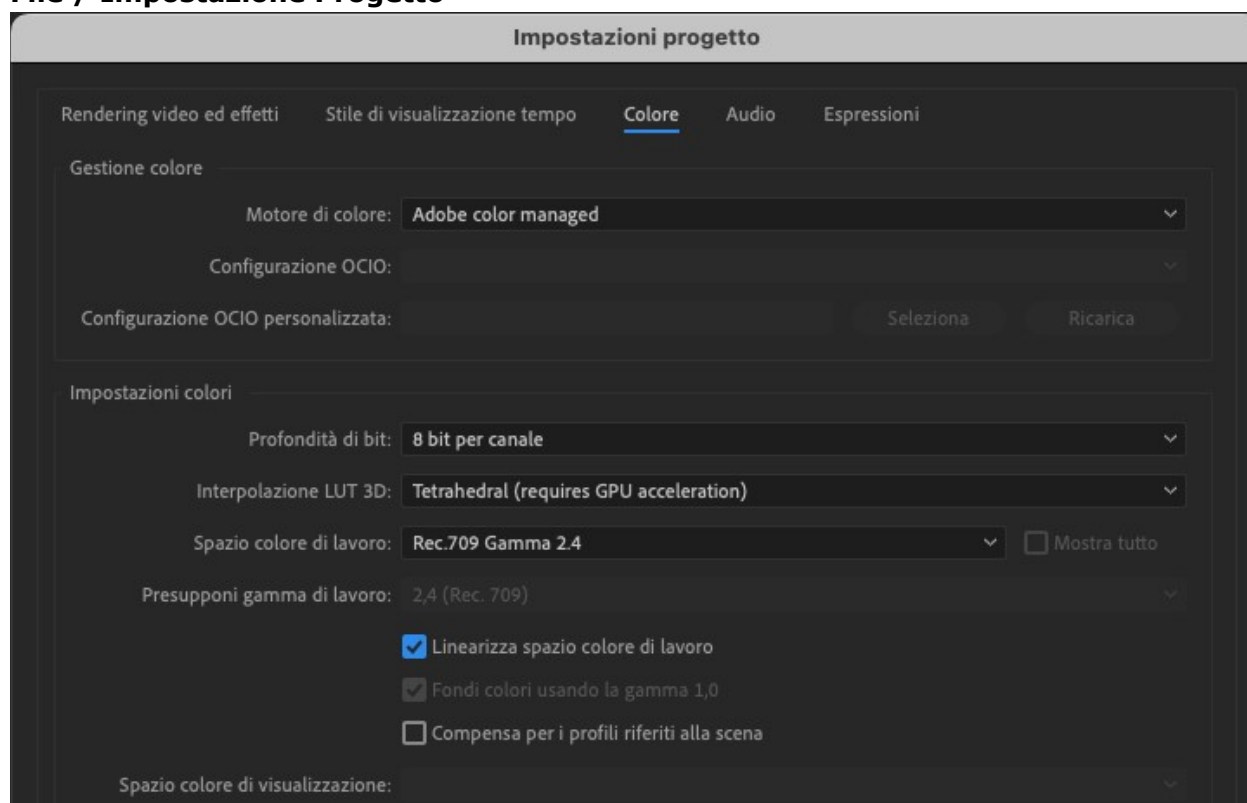 File / Impostazione Progetto
Impostazioni progetto
Rendering video ed effetti Stile di visualizzazione tempo Colore Audio Espressioni
Gestione colore
Motore di colore: Adobe color managed
Configurazione OCIO:
Configurazione OCIO personalizzata: Seleziona Ricarica
Impostazioni colori
Profondità di bit: 8 bit per canale
Interpolazione LUT 3D: Tetrahedral (requires GPU acceleration)
Spazio colore di lavoro: Rec.709 Gamma 2.4 Mostra tutto
Presupponi gamma di lavoro: 2,4 (Rec. 709)
Linearizza spazio colore di lavoro
Fondi colori usando la gamma 1,0
Compensa per i profili riferiti alla scena
Spazio colore di visualizzazione: